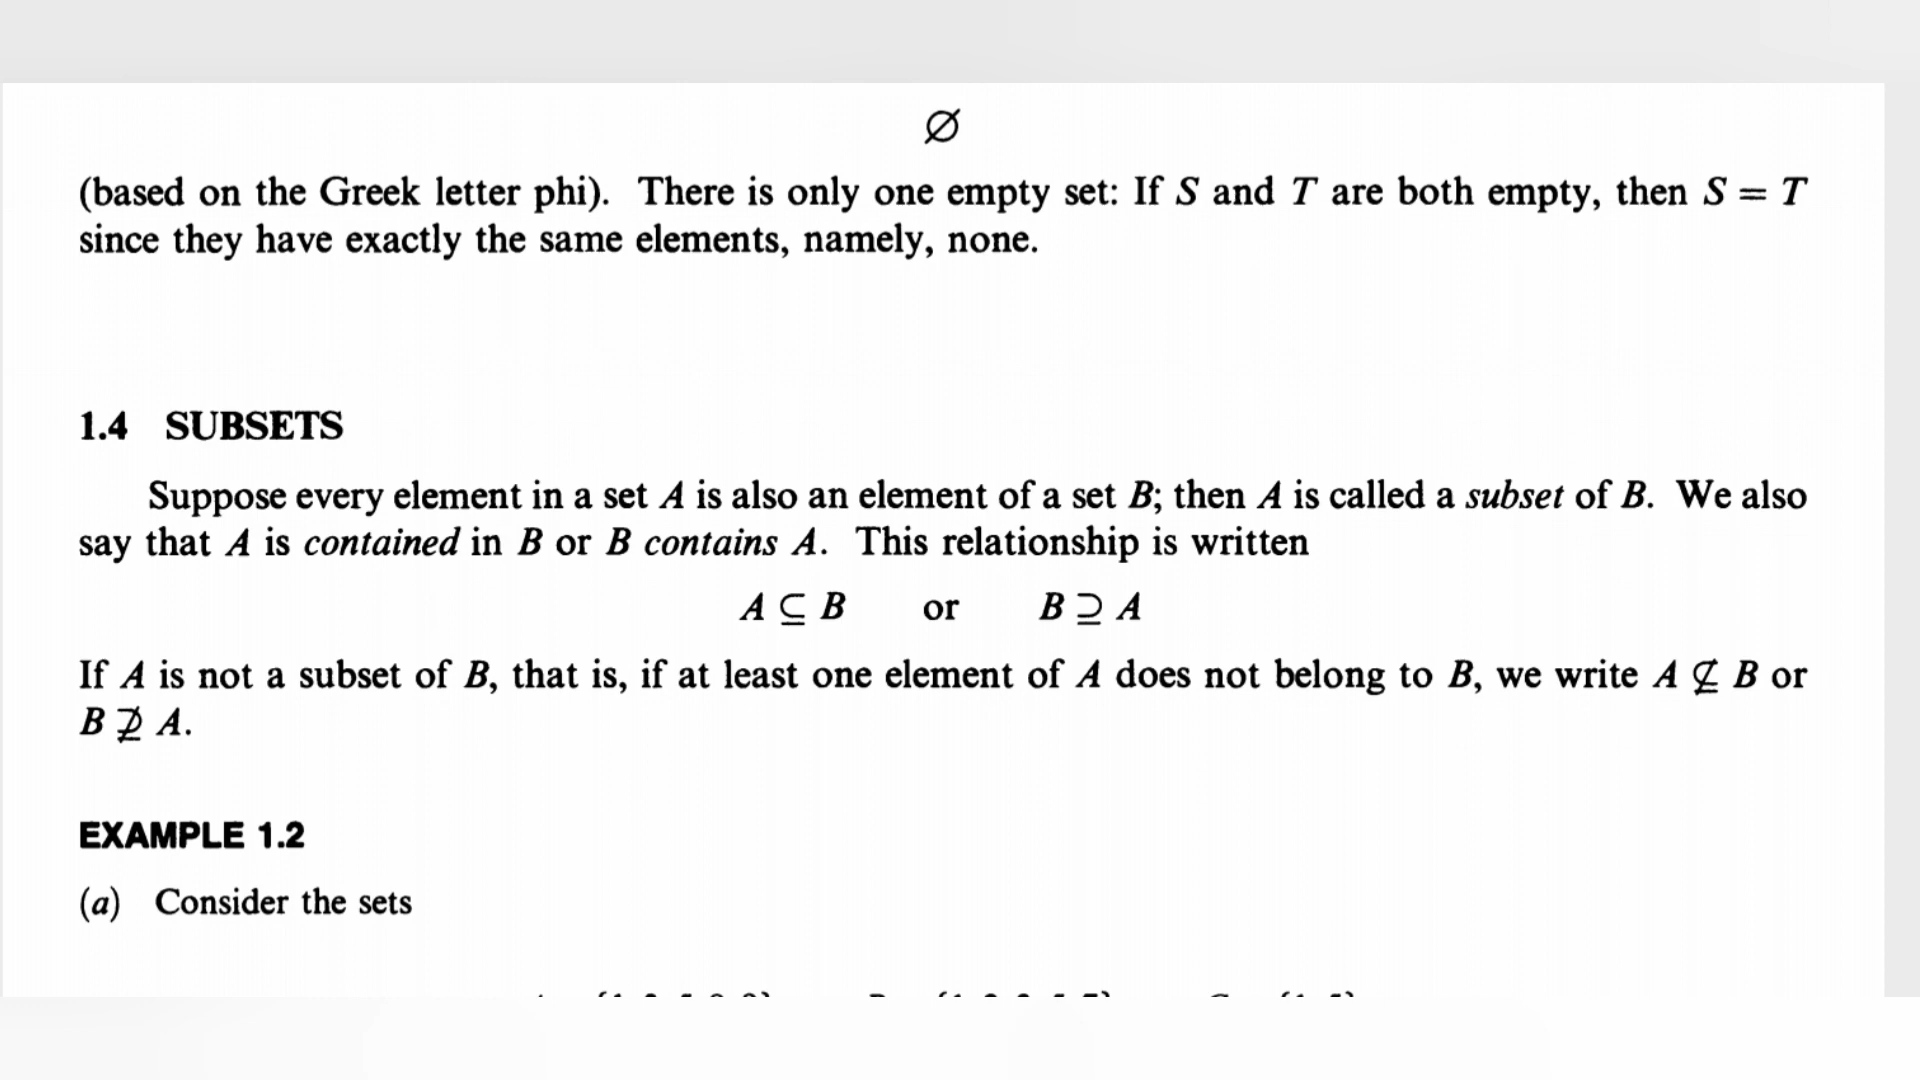 ∅
(based on the Greek letter phi). There is only one empty set: If S and T are both empty, then S = T
since they have exactly the same elements, namely, none.
1.4 SUBSETS
Suppose every element in a set A is also an element of a set B; then A is called a subset of B. We also
say that A is contained in B or B contains A. This relationship is written
A ⊆ B or B ⊇ A
If A is not a subset of B, that is, if at least one element of A does not belong to B, we write A ⊈ B or
B ⊉ A.
EXAMPLE 1.2
(a) Consider the sets